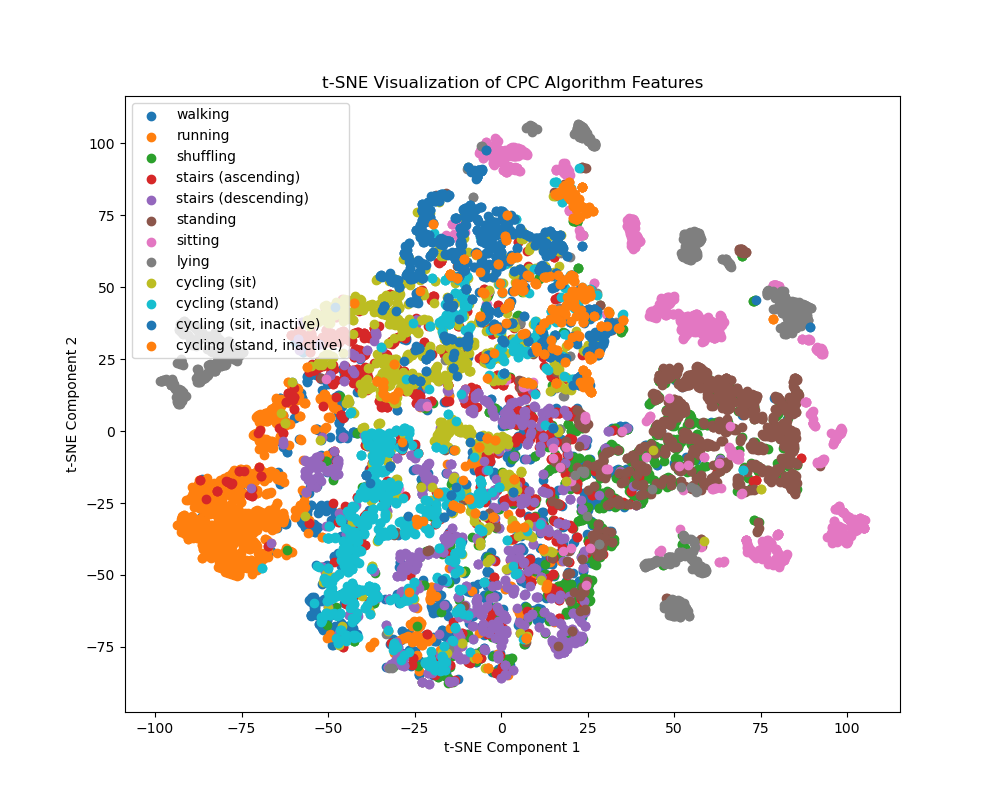 t-SNE Visualization of CPC Algorithm Features
walking
running
shuffling
stairs (ascending)
stairs (descending)
standing
sitting
lying
cycling (sit)
cycling (stand)
cycling (sit, inactive)
cycling (stand, inactive)
100
75
50
25
0
−25
−50
−75
t-SNE Component 2
−100 −75 −50 −25 0 25 50 75 100
t-SNE Component 1